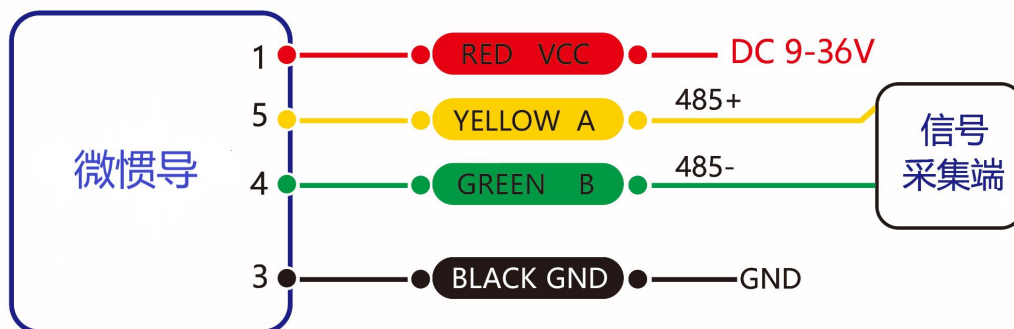 微惯导
1 RED VCC DC 9-36V
5 YELLOW A 485+
4 GREEN B 485-
3 BLACK GND GND
信号
采集端